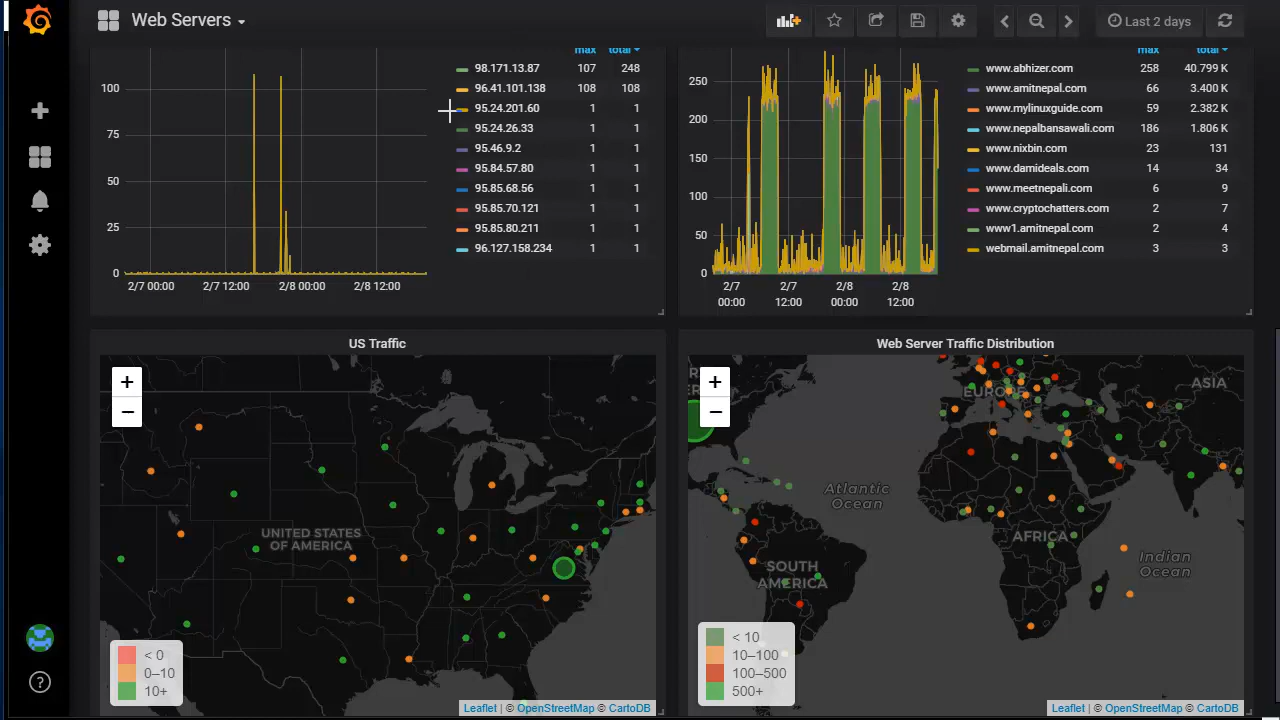 Web Servers
Last 2 days
max total
98.171.13.87 107 248
96.41.101.138 108 108
95.24.201.60 1 1
95.24.26.33 1 1
95.46.9.2 1 1
95.84.57.80 1 1
95.85.68.56 1 1
95.85.70.121 1 1
95.85.80.211 1 1
96.127.158.234 1 1
100
75
50
25
0
2/7 00:00 2/7 12:00 2/8 00:00 2/8 12:00
max total
www.abhizer.com 258 40.799 K
www.amitnepal.com 66 3.400 K
www.mylinuxguide.com 59 2.382 K
www.nepalbansawali.com 186 1.806 K
www.nixbin.com 23 131
www.damideals.com 14 34
www.meetnepali.com 6 9
www.cryptochatters.com 2 7
www1.amitnepal.com 2 4
webmail.amitnepal.com 3 3
250
200
150
100
50
0
2/7 2/7 2/8 2/8
00:00 12:00 00:00 12:00
US Traffic
+
−
UNITED STATES
OF AMERICA
< 0
0–10
10+
Leaflet | © OpenStreetMap © CartoDB
Web Server Traffic Distribution
+
−
ASIA
EUROPE
Atlantic
Ocean
AFRICA
Indian
Ocean
SOUTH
AMERICA
< 10
10–100
100–500
500+
Leaflet | © OpenStreetMap © CartoDB